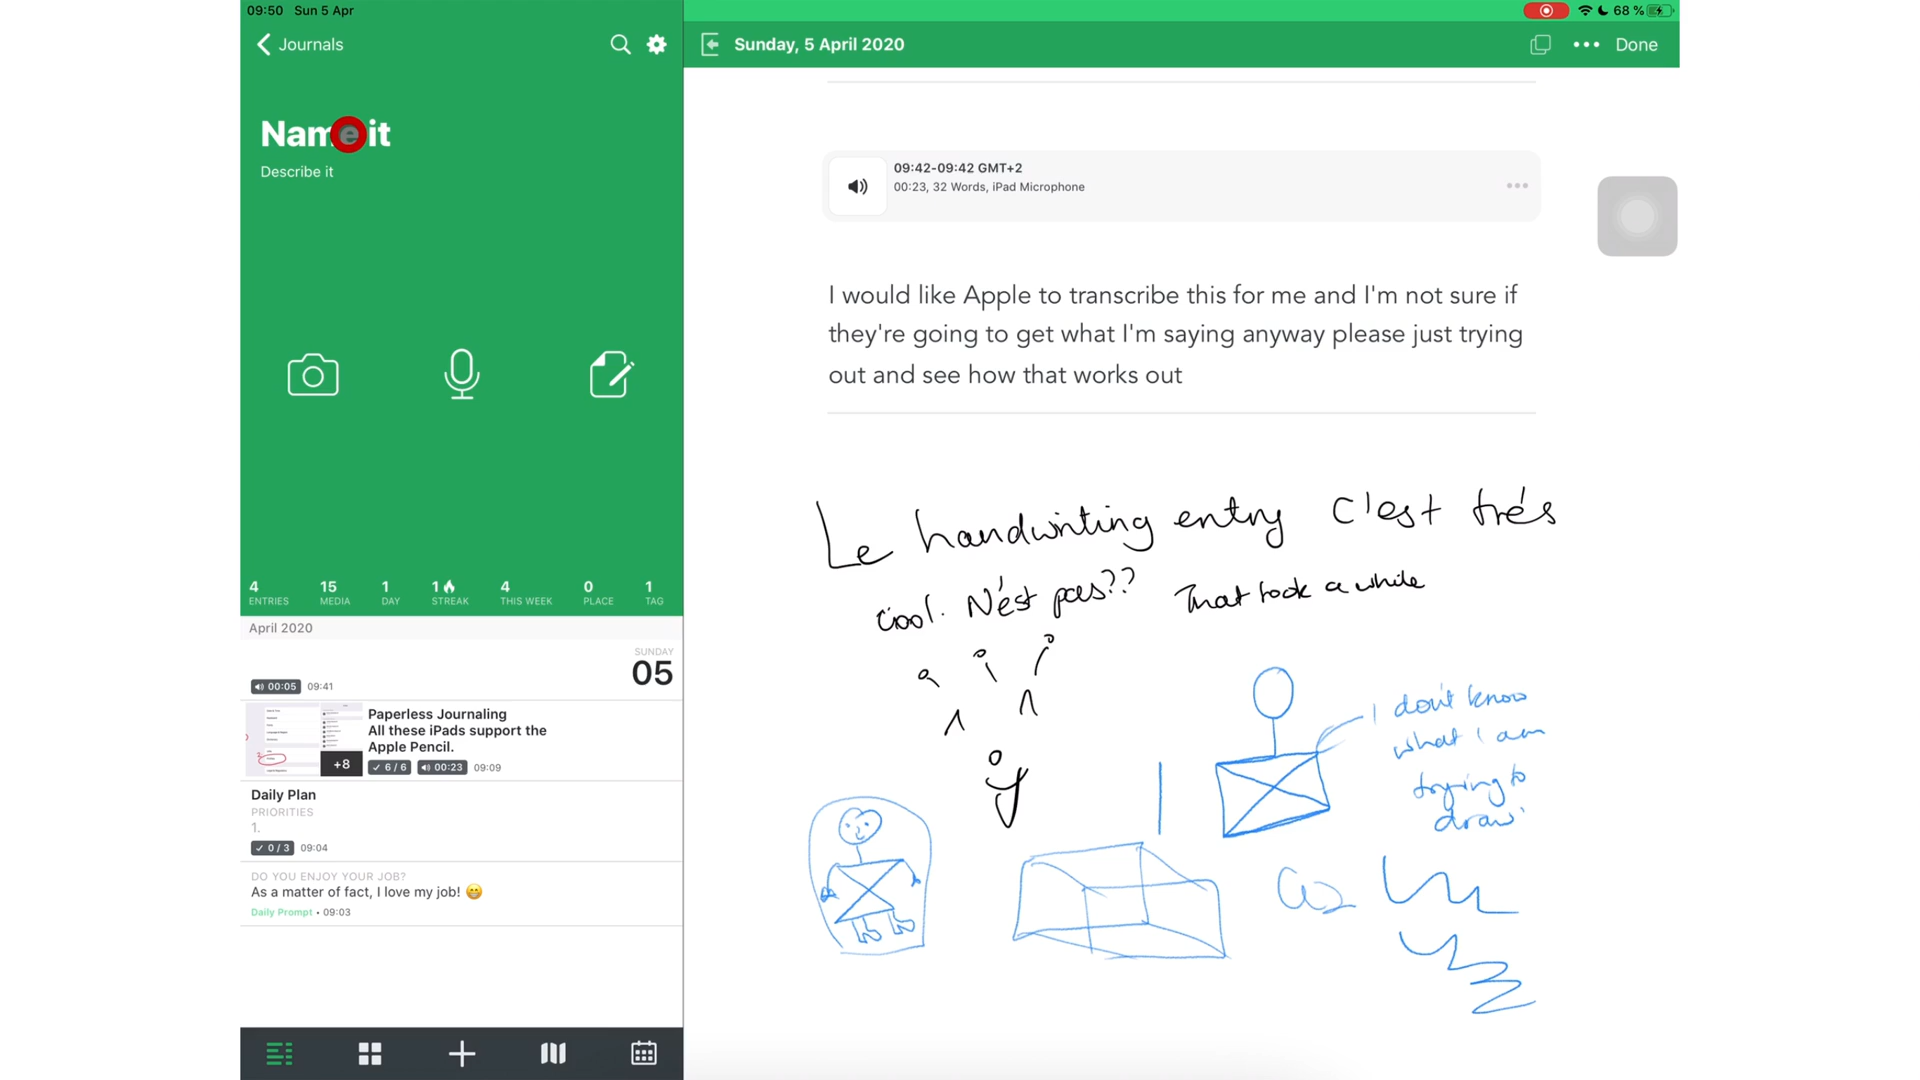 09:50 Sun 5 Apr
68 %
Journals
Sunday, 5 April 2020
Done
Name it
Describe it
4 15 1 1 4 0 1
ENTRIES MEDIA DAY STREAK THIS WEEK PLACE TAG
April 2020
SUNDAY
05
00:05 09:41
Paperless Journaling
All these iPads support the
Apple Pencil.
+8
6 / 6 00:23 09:09
Daily Plan
PRIORITIES
1.
0 / 3 09:04
DO YOU ENJOY YOUR JOB?
As a matter of fact, I love my job! 😁
Daily Prompt • 09:03
09:42-09:42 GMT+2
00:23, 32 Words, iPad Microphone
I would like Apple to transcribe this for me and I'm not sure if
they're going to get what I'm saying anyway please just trying
out and see how that works out
Le handwriting entry c'est trés
cool. N'ést pas?? That took a while
I don't know
what I am
trying to
draw